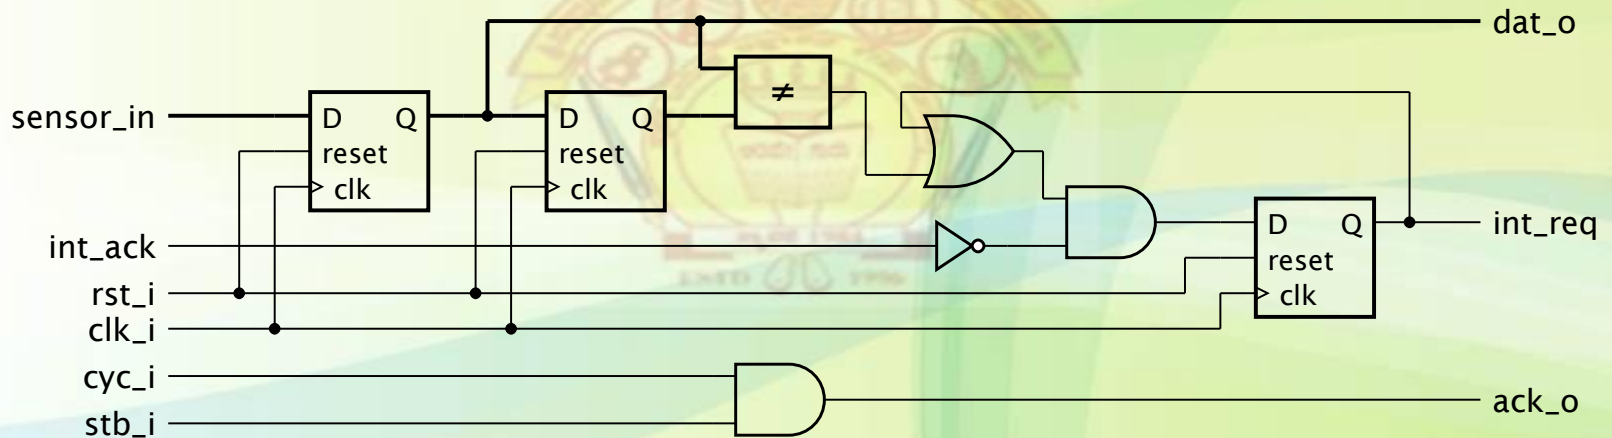 dat_o
sensor_in
D Q
reset
clk
D Q
reset
clk
≠
int_ack
rst_i
clk_i
D Q
reset
clk
int_req
cyc_i
stb_i
ack_o